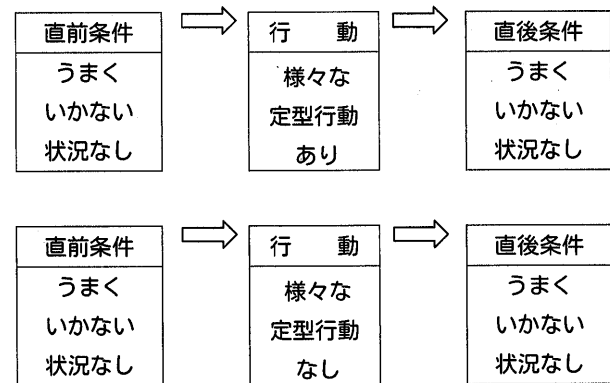 直前条件
うまく
いかない
状況なし
行　動
様々な
定型行動
あり
直後条件
うまく
いかない
状況なし
直前条件
うまく
いかない
状況なし
行　動
様々な
定型行動
なし
直後条件
うまく
いかない
状況なし